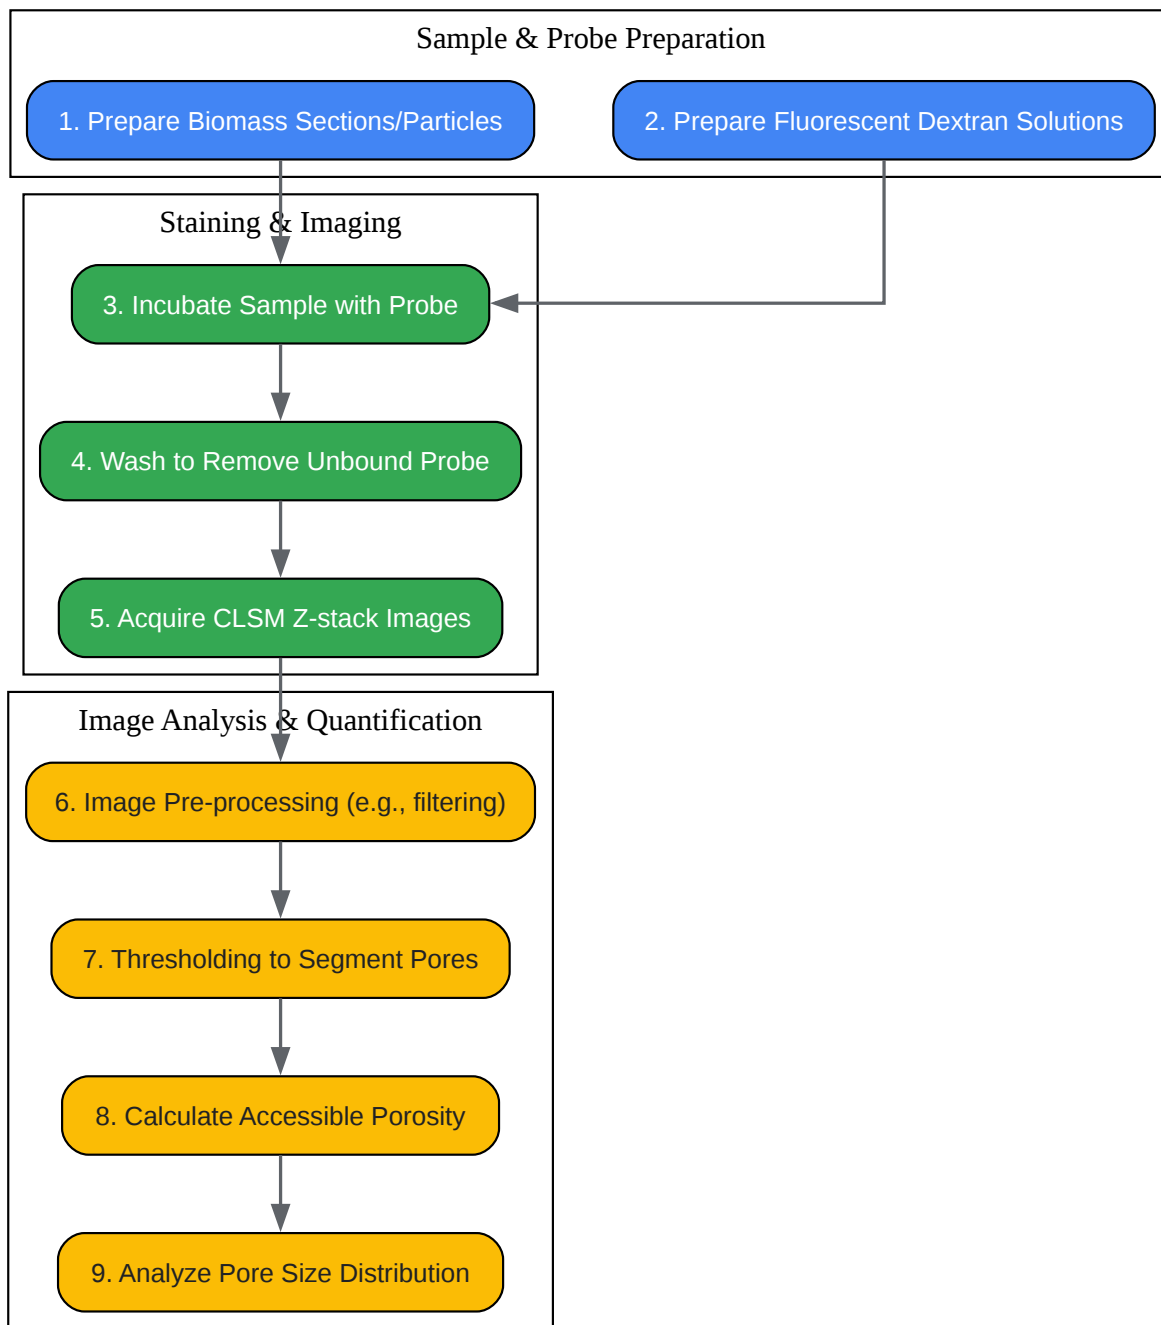 Sample & Probe Preparation
1. Prepare Biomass Sections/Particles
2. Prepare Fluorescent Dextran Solutions
Staining & Imaging
3. Incubate Sample with Probe
4. Wash to Remove Unbound Probe
5. Acquire CLSM Z-stack Images
Image Analysis & Quantification
6. Image Pre-processing (e.g., filtering)
7. Thresholding to Segment Pores
8. Calculate Accessible Porosity
9. Analyze Pore Size Distribution